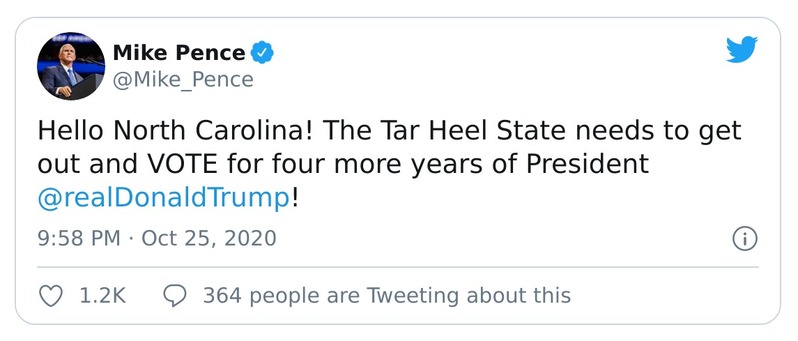 Mike Pence
@Mike_Pence
Hello North Carolina! The Tar Heel State needs to get
out and VOTE for four more years of President
@realDonaldTrump!
9:58 PM · Oct 25, 2020
1.2K 364 people are Tweeting about this